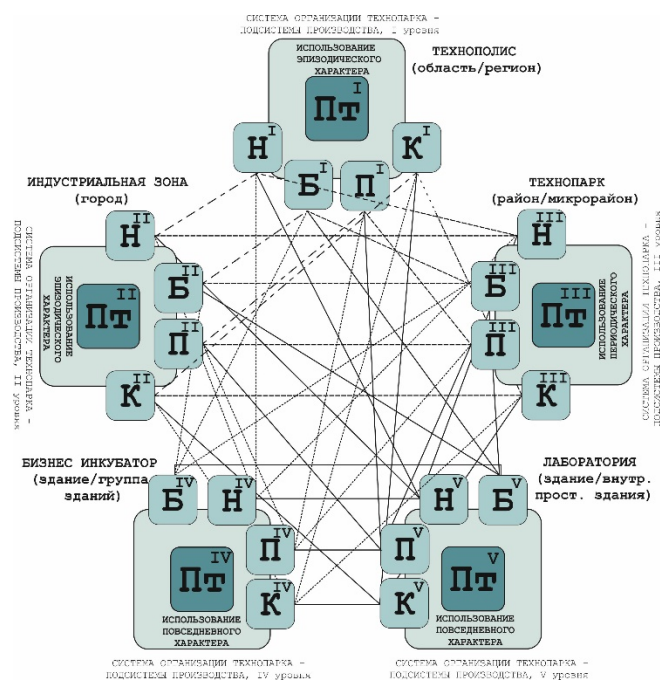 СИСТЕМА ОРГАНИЗАЦИИ ТЕХНОПАРКА –
ПОДСИСТЕМЫ ПРОИЗВОДСТВА, I уровня
ИСПОЛЬЗОВАНИЕ
ЭПИЗОДИЧЕСКОГО
ХАРАКТЕРА
Пт I
Н I
Б I
П I
К I
ТЕХНОПОЛИС
(область/регион)
ИНДУСТРИАЛЬНАЯ ЗОНА
(город)
СИСТЕМА ОРГАНИЗАЦИИ ТЕХНОПАРКА –
ПОДСИСТЕМЫ ПРОИЗВОДСТВА, II уровня
ИСПОЛЬЗОВАНИЕ
ЭПИЗОДИЧЕСКОГО
ХАРАКТЕРА
Пт II
Н II
Б II
П II
К II
ТЕХНОПАРК
(район/микрорайон)
Н III
Б III
П III
К III
Пт III
ИСПОЛЬЗОВАНИЕ
ПЕРИОДИЧЕСКОГО
ХАРАКТЕРА
СИСТЕМА ОРГАНИЗАЦИИ ТЕХНОПАРКА –
ПОДСИСТЕМЫ ПРОИЗВОДСТВА, III уровня
БИЗНЕС ИНКУБАТОР
(здание/группа
зданий)
Б IV
Н IV
П IV
К IV
Пт IV
ИСПОЛЬЗОВАНИЕ
ПОВСЕДНЕВНОГО
ХАРАКТЕРА
СИСТЕМА ОРГАНИЗАЦИИ ТЕХНОПАРКА –
ПОДСИСТЕМЫ ПРОИЗВОДСТВА, IV уровня
ЛАБОРАТОРИЯ
(здание/внутр.
прост. здания)
Н V
Б V
П V
К V
Пт V
ИСПОЛЬЗОВАНИЕ
ПОВСЕДНЕВНОГО
ХАРАКТЕРА
СИСТЕМА ОРГАНИЗАЦИИ ТЕХНОПАРКА –
ПОДСИСТЕМЫ ПРОИЗВОДСТВА, V уровня